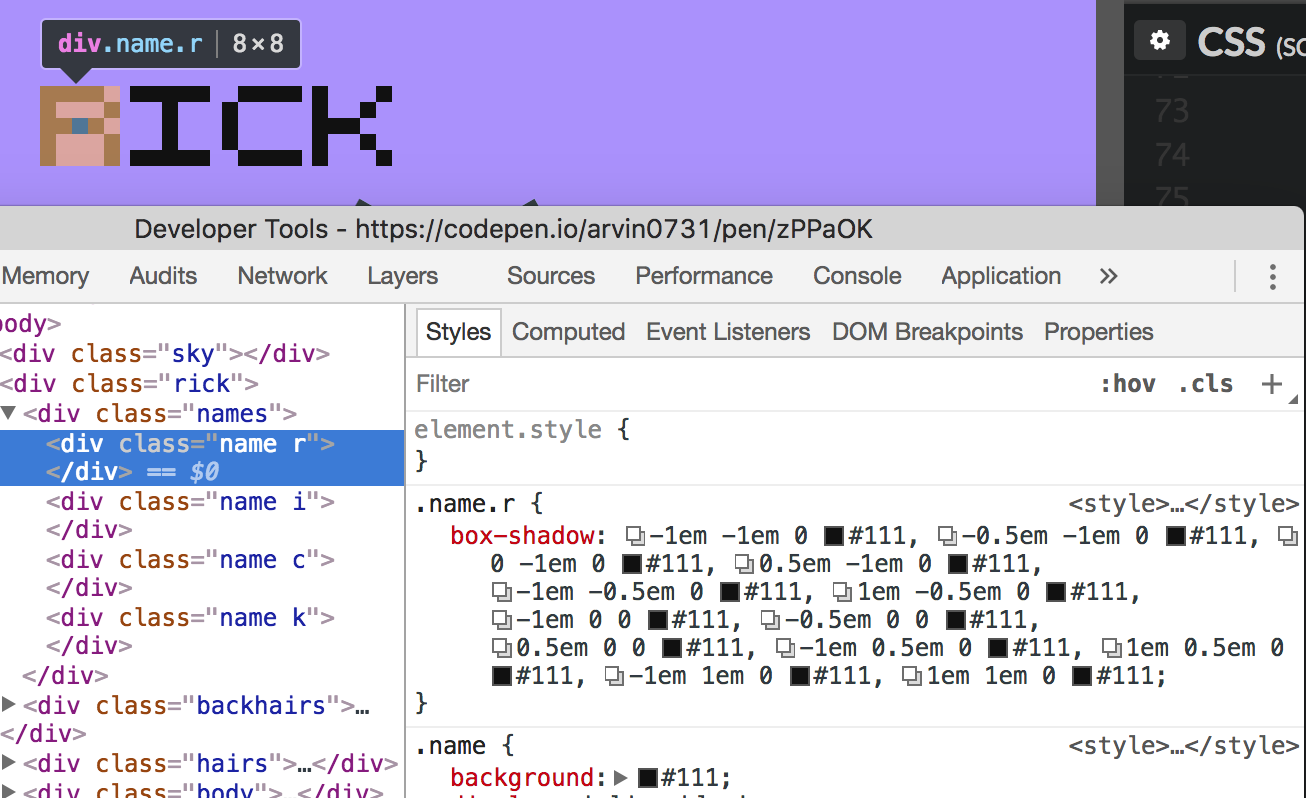 div.name.r | 8×8
CSS (SC
RICK
73
74
75
Developer Tools - https://codepen.io/arvin0731/pen/zPPaOK
Memory Audits Network Layers Sources Performance Console Application »
body>
<div class="sky"></div>
<div class="rick">
▼<div class="names">
<div class="name r">
</div> == $0
<div class="name i">
</div>
<div class="name c">
</div>
<div class="name k">
</div>
</div>
▶<div class="backhairs">…
</div>
▶<div class="hairs">…</div>
▶<div class="body">…</div>
Styles Computed Event Listeners DOM Breakpoints Properties
Filter :hov .cls +
element.style {
}
.name.r { <style>…</style>
box-shadow: -1em -1em 0 #111, -0.5em -1em 0 #111,
0 -1em 0 #111, 0.5em -1em 0 #111,
-1em -0.5em 0 #111, 1em -0.5em 0 #111,
-1em 0 0 #111, -0.5em 0 0 #111,
0.5em 0 0 #111, -1em 0.5em 0 #111, 1em 0.5em 0
#111, -1em 1em 0 #111, 1em 1em 0 #111;
}
.name { <style>…</style>
background: ▶ #111;